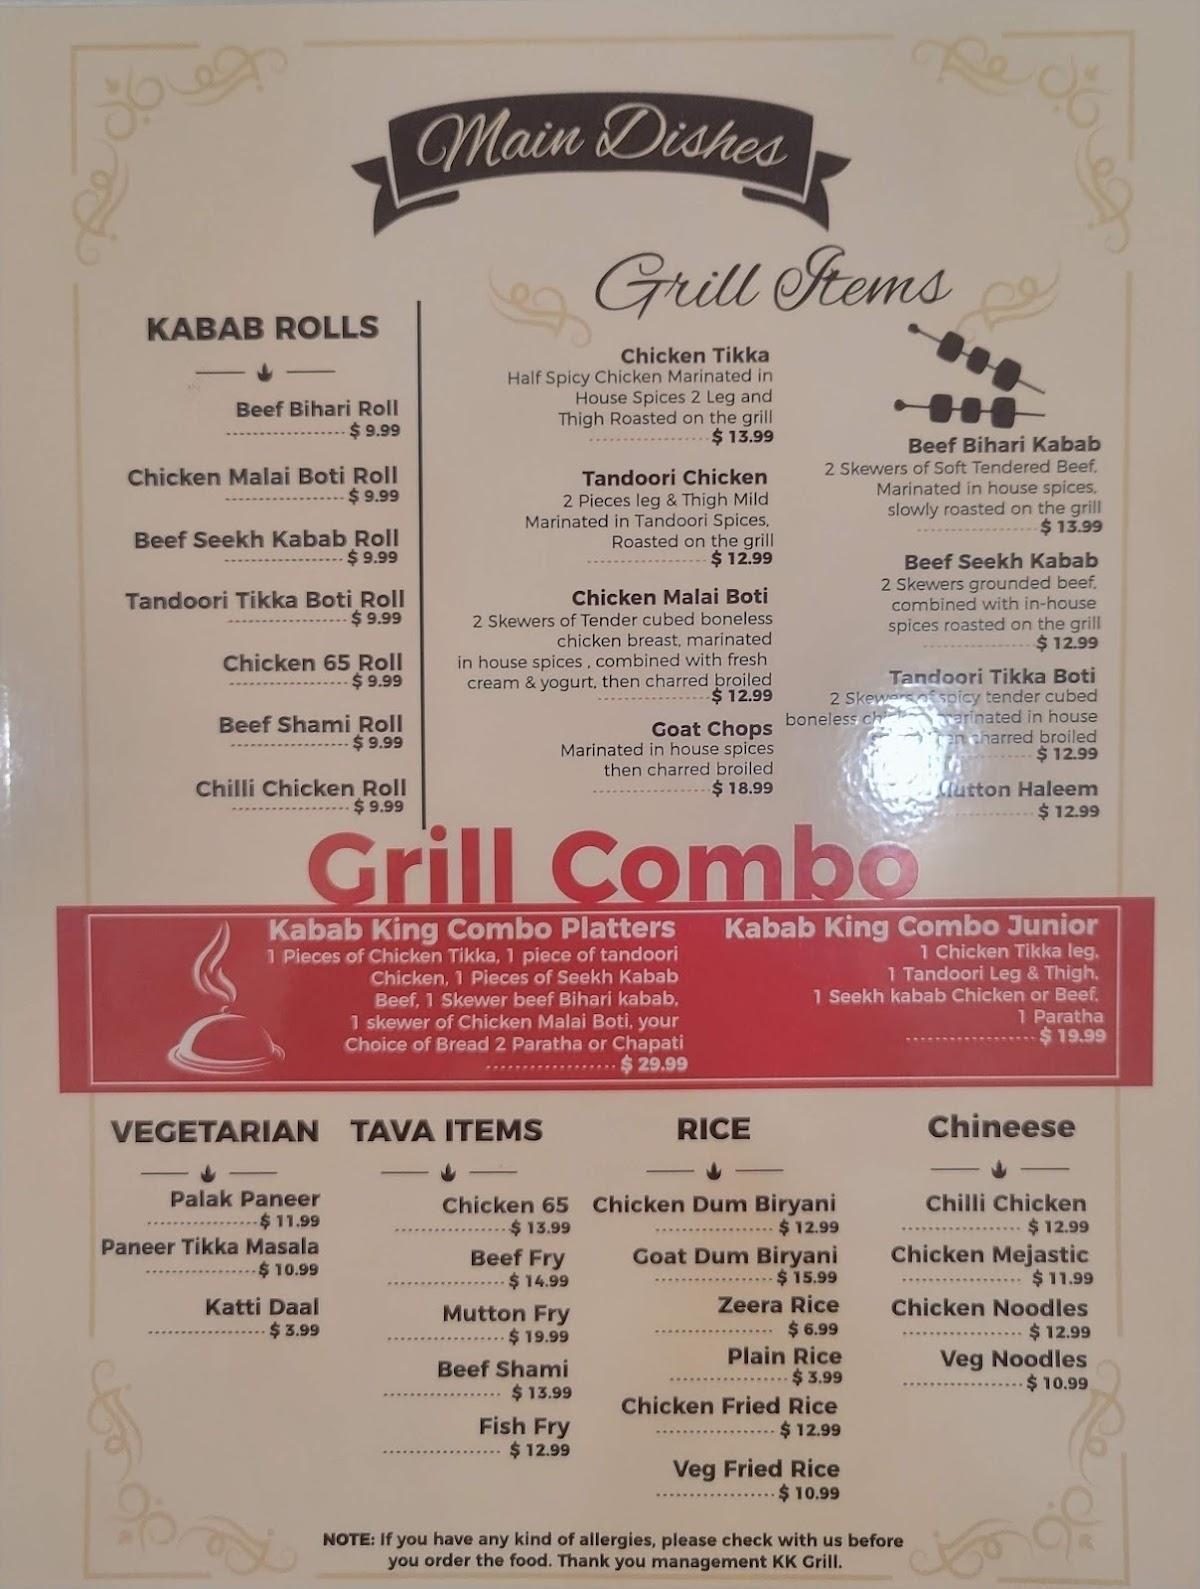 Main Dishes
KABAB ROLLS
Beef Bihari Roll
$ 9.99
Chicken Malai Boti Roll
$ 9.99
Beef Seekh Kabab Roll
$ 9.99
Tandoori Tikka Boti Roll
$ 9.99
Chicken 65 Roll
$ 9.99
Beef Shami Roll
$ 9.99
Chilli Chicken Roll
$ 9.99
Grill Items
Chicken Tikka
Half Spicy Chicken Marinated in
House Spices 2 Leg and
Thigh Roasted on the grill
$ 13.99
Tandoori Chicken
2 Pieces leg & Thigh Mild
Marinated in Tandoori Spices,
Roasted on the grill
$ 12.99
Chicken Malai Boti
2 Skewers of Tender cubed boneless
chicken breast, marinated
in house spices , combined with fresh
cream & yogurt, then charred broiled
$ 12.99
Goat Chops
Marinated in house spices
then charred broiled
$ 18.99
Beef Bihari Kabab
2 Skewers of Soft Tendered Beef,
Marinated in house spices,
slowly roasted on the grill
$ 13.99
Beef Seekh Kabab
2 Skewers grounded beef,
combined with in-house
spices roasted on the grill
$ 12.99
Tandoori Tikka Boti
2 Skewers of spicy tender cubed
boneless marinated in house
charred broiled
$ 12.99
Mutton Haleem
$ 12.99
Grill Combo
Kabab King Combo Platters
1 Pieces of Chicken Tikka, 1 piece of tandoori
Chicken, 1 Pieces of Seekh Kabab
Beef, 1 Skewer beef Bihari kabab,
1 skewer of Chicken Malai Boti, your
Choice of Bread 2 Paratha or Chapati
$ 29.99
Kabab King Combo Junior
1 Chicken Tikka leg,
1 Tandoori Leg & Thigh,
1 Seekh kabab Chicken or Beef,
1 Paratha
$ 19.99
VEGETARIAN
Palak Paneer
$ 11.99
Paneer Tikka Masala
$ 10.99
Katti Daal
$ 3.99
TAVA ITEMS
Chicken 65
$ 13.99
Beef Fry
$ 14.99
Mutton Fry
$ 19.99
Beef Shami
$ 13.99
Fish Fry
$ 12.99
RICE
Chicken Dum Biryani
$ 12.99
Goat Dum Biryani
$ 15.99
Zeera Rice
$ 6.99
Plain Rice
$ 3.99
Chicken Fried Rice
$ 12.99
Veg Fried Rice
$ 10.99
Chineese
Chilli Chicken
$ 12.99
Chicken Mejastic
$ 11.99
Chicken Noodles
$ 12.99
Veg Noodles
$ 10.99
NOTE: If you have any kind of allergies, please check with us before
you order the food. Thank you management KK Grill.